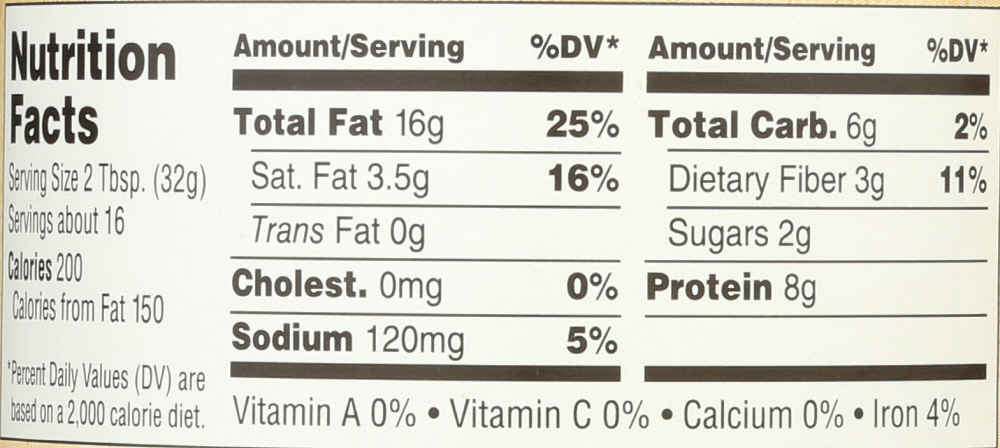 Nutrition
Facts
Serving Size 2 Tbsp. (32g)
Servings about 16
Calories 200
Calories from Fat 150
*Percent Daily Values (DV) are
based on a 2,000 calorie diet.
Amount/Serving %DV*
Total Fat 16g 25%
Sat. Fat 3.5g 16%
Trans Fat 0g
Cholest. 0mg 0%
Sodium 120mg 5%
Amount/Serving %DV*
Total Carb. 6g 2%
Dietary Fiber 3g 11%
Sugars 2g
Protein 8g
Vitamin A 0% • Vitamin C 0% • Calcium 0% • Iron 4%